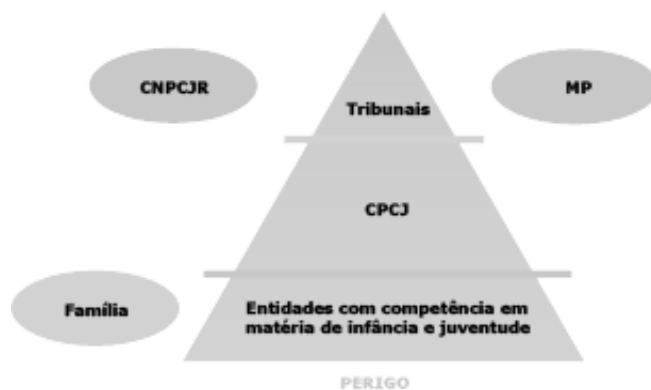 CNPCJR
MP
Tribunais
CPCJ
Família
Entidades com competência em
matéria de infância e juventude
PERIGO